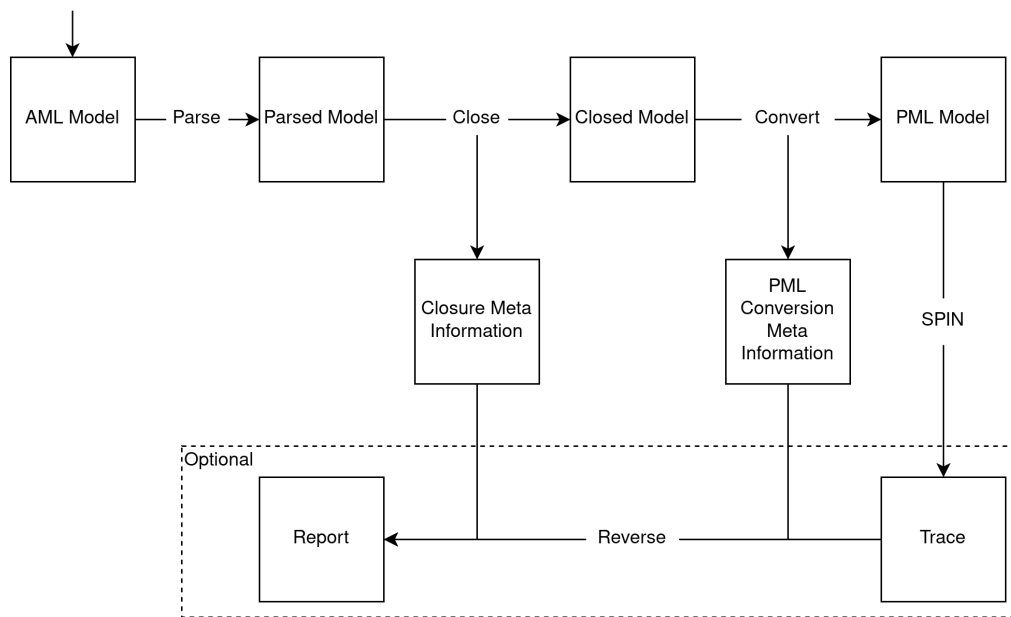 AML Model
Parse
Parsed Model
Close
Closed Model
Convert
PML Model
Closure Meta
Information
PML
Conversion
Meta
Information
SPIN
Optional
Report
Reverse
Trace